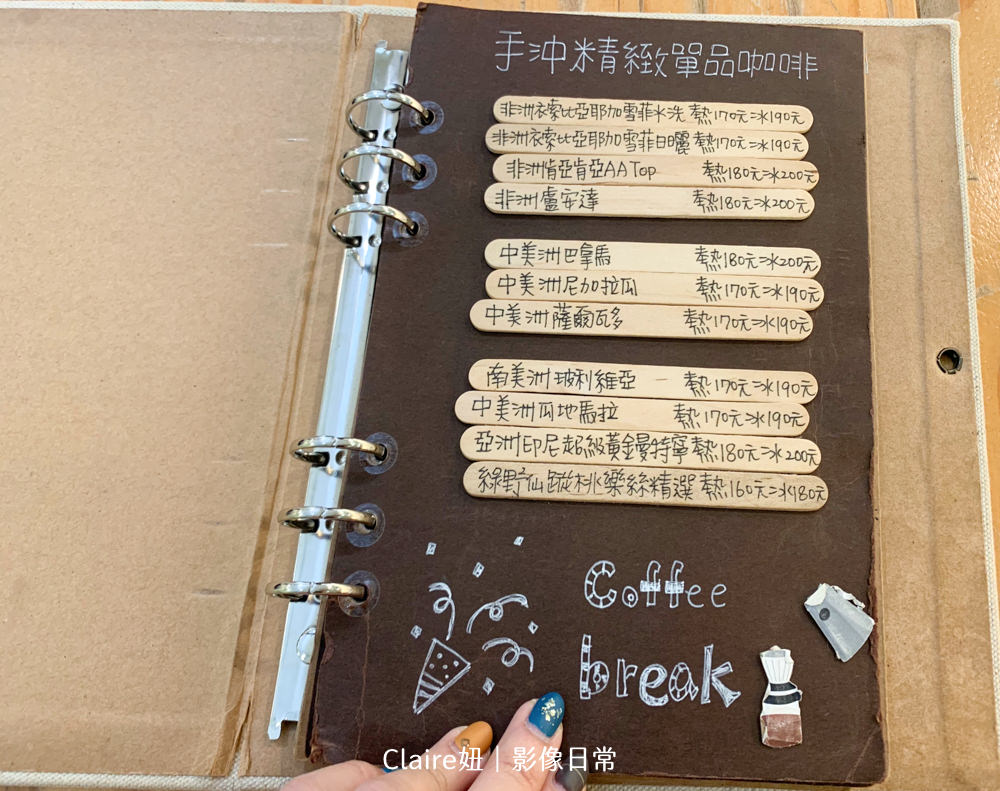 手沖精緻單品咖啡
非洲衣索比亞耶加雪菲水洗 熱170元=冰190元
非洲衣索比亞耶加雪菲日曬 熱170元=冰190元
非洲肯亞肯亞AA Top 熱180元=冰200元
非洲盧安達 熱180元=冰200元
中美洲巴拿馬 熱180元=冰200元
中美洲尼加拉瓜 熱170元=冰190元
中美洲薩爾瓦多 熱170元=冰190元
南美洲玻利維亞 熱170元=冰190元
中美洲瓜地馬拉 熱170元=冰190元
亞洲印尼超級黃金曼特寧 熱180元=冰200元
綠野仙蹤桃樂絲精選 熱160元=冰180元
Coffee
break
Claire妞｜影像日常